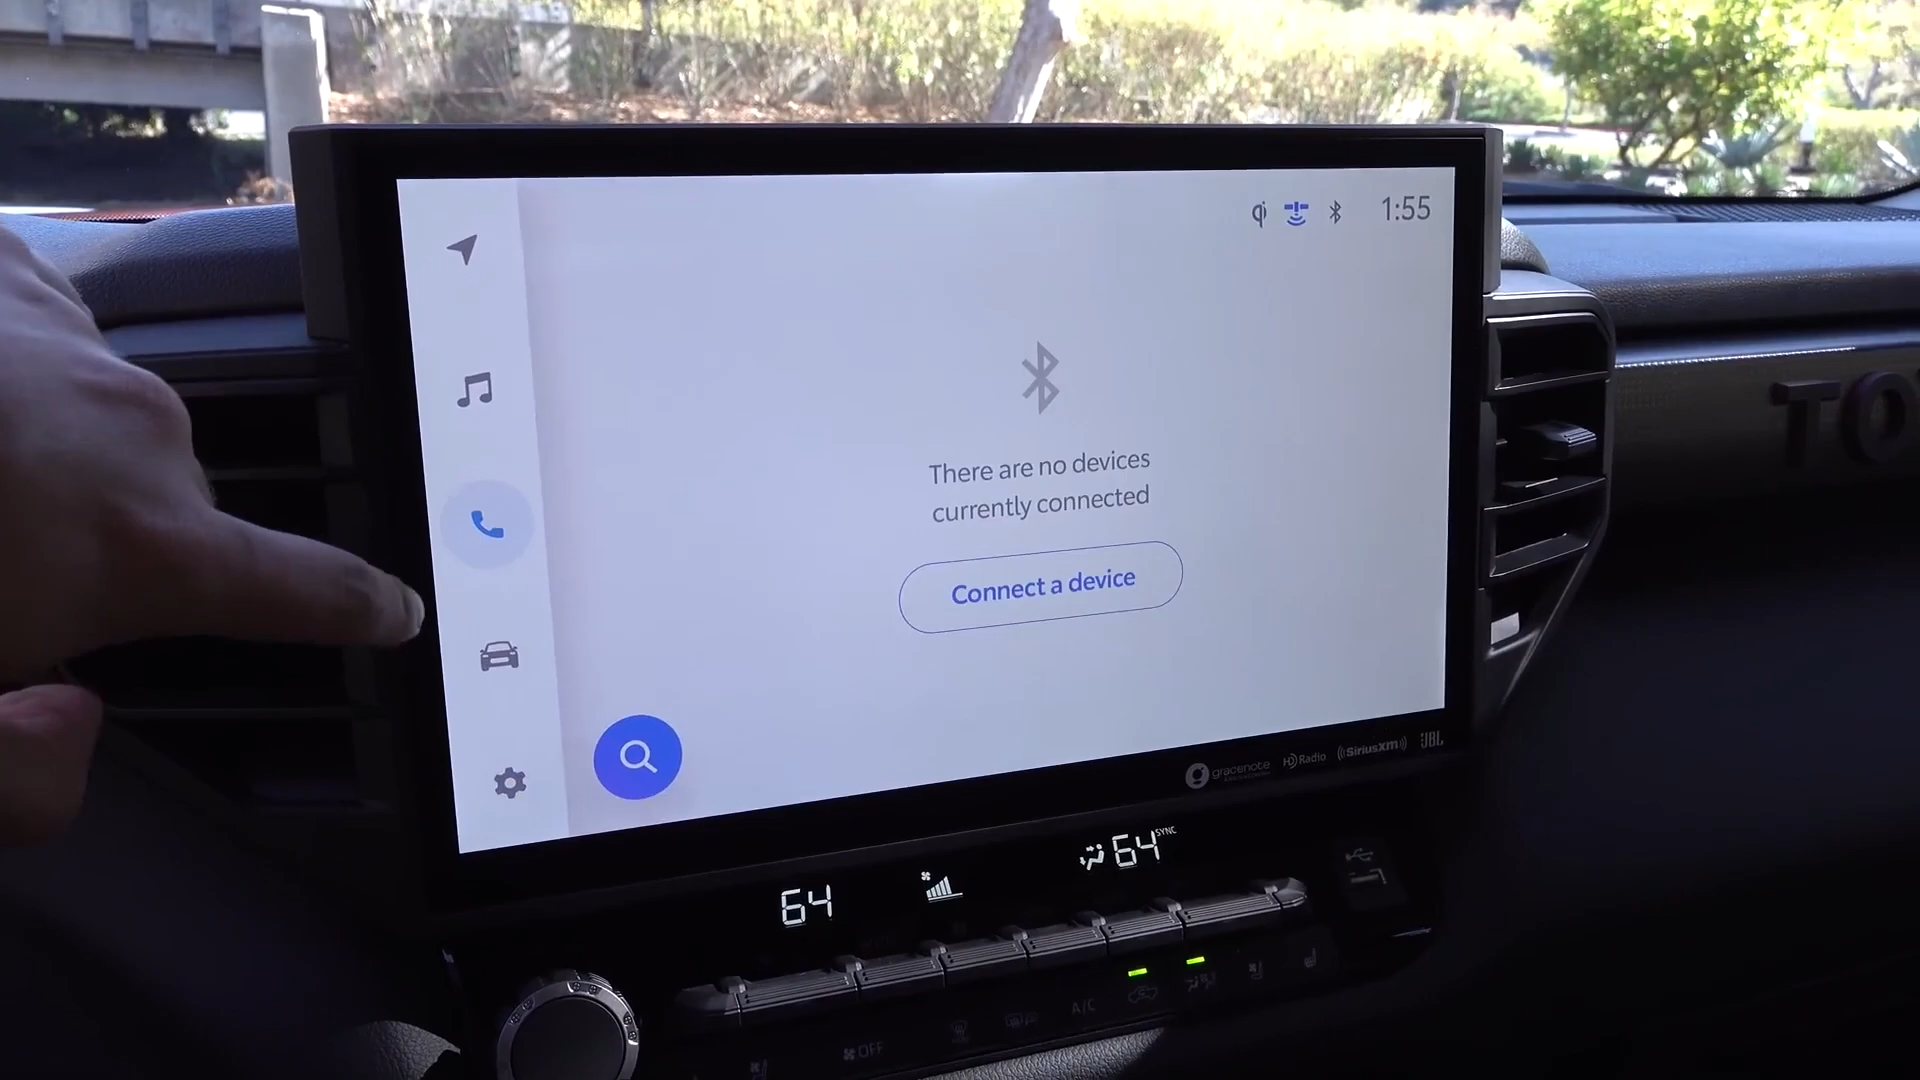 1:55
There are no devices
currently connected
Connect a device
gracenote
HD Radio
SiriusXM
JBL
64
64
SYNC
A/C
OFF
TO